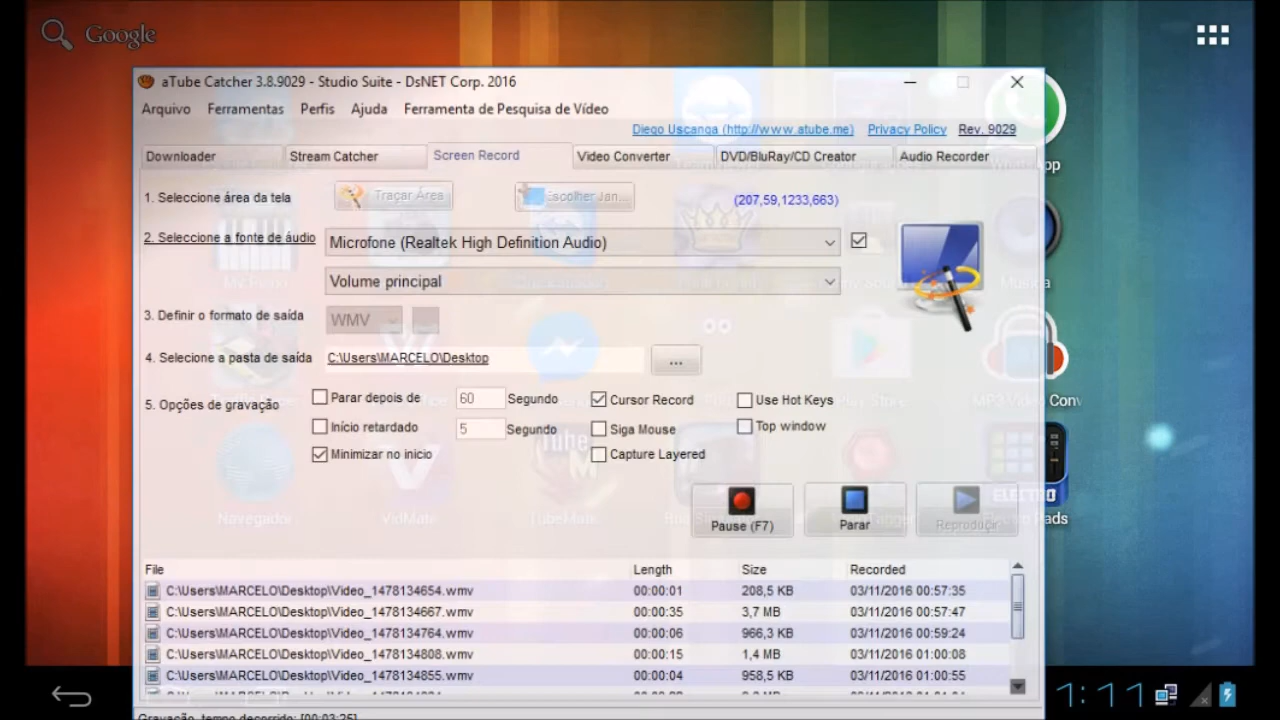 Google
aTube Catcher 3.8.9029 - Studio Suite - DsNET Corp. 2016
Arquivo Ferramentas Perfis Ajuda Ferramenta de Pesquisa de Vídeo
Diego Uscanga (http://www.atube.me) Privacy Policy Rev. 9029
Downloader Stream Catcher Screen Record Video Converter DVD/BluRay/CD Creator Audio Recorder
1. Seleccione área da tela Traçar Área Escolher Jan... (207,59,1233,663)
2. Seleccione a fonte de áudio Microfone (Realtek High Definition Audio)
Volume principal
3. Definir o formato de saída WMV
4. Selecione a pasta de saída C:\Users\MARCELO\Desktop ...
5. Opções de gravação
Parar depois de 60 Segundo Cursor Record Use Hot Keys
Início retardado 5 Segundo Siga Mouse Top window
Minimizar no inicio Capture Layered
Play Store MP3 Video Conv
Navegador VidMate TubeMate
Pause (F7) Parar Reproduzir
File Length Size Recorded
C:\Users\MARCELO\Desktop\Video_1478134654.wmv 00:00:01 208,5 KB 03/11/2016 00:57:35
C:\Users\MARCELO\Desktop\Video_1478134667.wmv 00:00:35 3,7 MB 03/11/2016 00:57:47
C:\Users\MARCELO\Desktop\Video_1478134764.wmv 00:00:06 966,3 KB 03/11/2016 00:59:24
C:\Users\MARCELO\Desktop\Video_1478134808.wmv 00:00:15 1,4 MB 03/11/2016 01:00:08
C:\Users\MARCELO\Desktop\Video_1478134855.wmv 00:00:04 958,5 KB 03/11/2016 01:00:55
Gravação, tempo decorrido: [00:03:25]
1:11